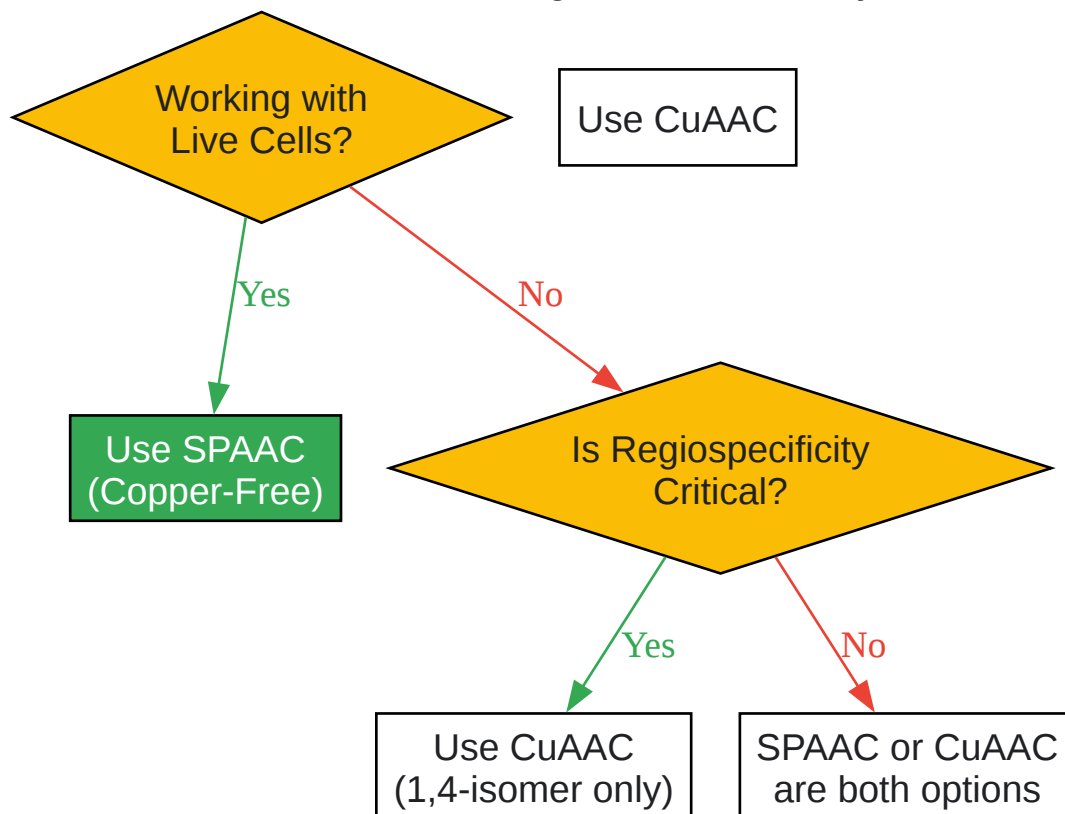 Working with
Live Cells?
Use CuAAC
Yes
No
Use SPAAC
(Copper-Free)
Is Regiospecificity
Critical?
Yes
No
Use CuAAC
(1,4-isomer only)
SPAAC or CuAAC
are both options